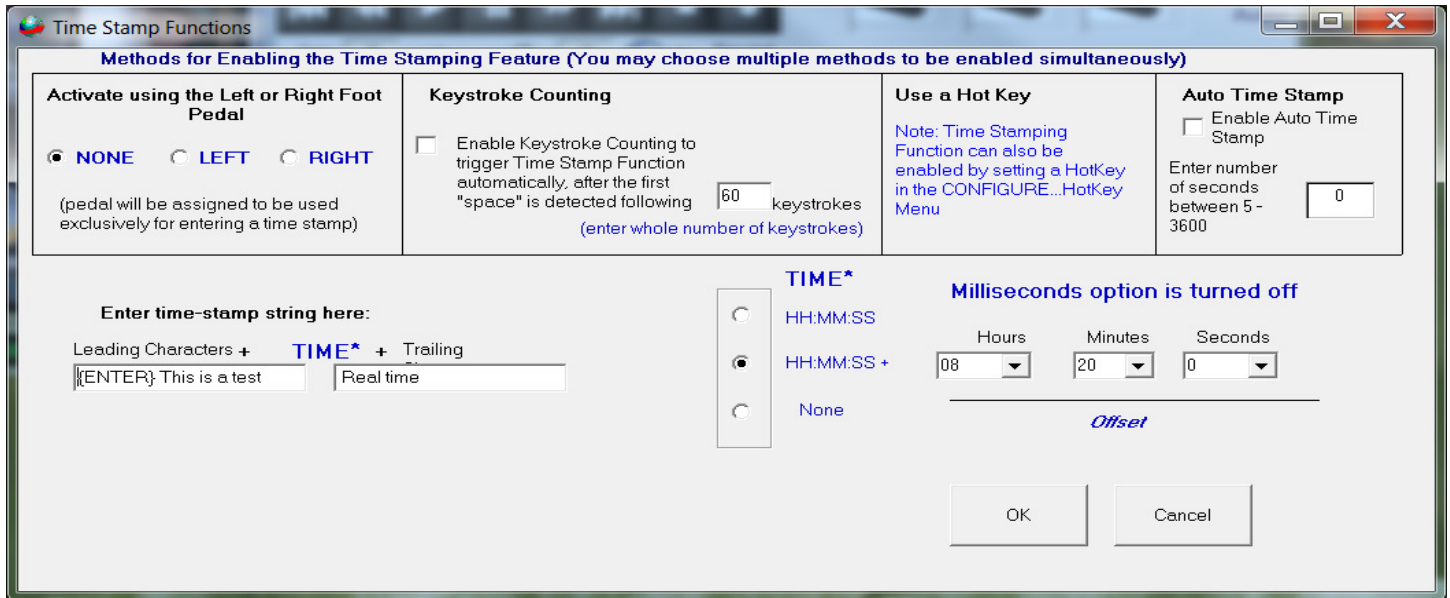 Time Stamp Functions
Methods for Enabling the Time Stamping Feature (You may choose multiple methods to be enabled simultaneously)
Activate using the Left or Right Foot
Pedal
NONE LEFT RIGHT
(pedal will be assigned to be used
exclusively for entering a time stamp)
Keystroke Counting
Enable Keystroke Counting to
trigger Time Stamp Function
automatically, after the first
"space" is detected following 60 keystrokes
(enter whole number of keystrokes)
Use a Hot Key
Note: Time Stamping
Function can also be
enabled by setting a HotKey
in the CONFIGURE...HotKey
Menu
Auto Time Stamp
Enable Auto Time
Stamp
Enter number
of seconds
between 5 -
3600
0
Enter time-stamp string here:
Leading Characters + TIME* + Trailing
{ENTER} This is a test Real time
TIME*
HH:MM:SS
HH:MM:SS +
None
Milliseconds option is turned off
Hours Minutes Seconds
08 20 0
Offset
OK Cancel